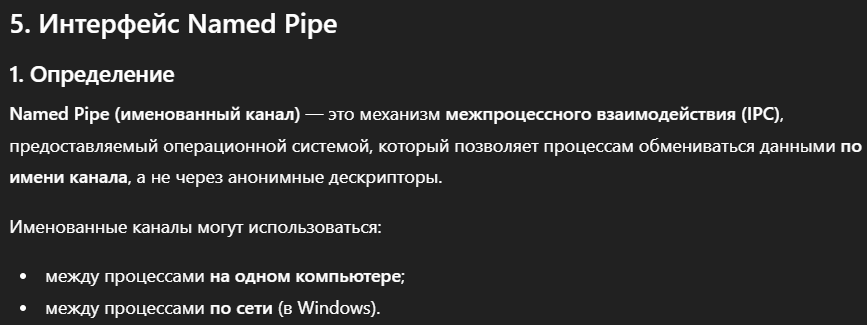 5. Интерфейс Named Pipe
1. Определение
Named Pipe (именованный канал) — это механизм межпроцессного взаимодействия (IPC),
предоставляемый операционной системой, который позволяет процессам обмениваться данными по
имени канала, а не через анонимные дескрипторы.
Именованные каналы могут использоваться:
• между процессами на одном компьютере;
• между процессами по сети (в Windows).